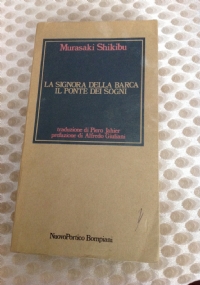 Murasaki Shikibu
LA SIGNORA DELLA BARCA
IL PONTE DEI SOGNI
traduzione di Piero Jahier
prefazione di Alfredo Giuliani
NuovoPortico Bompiani